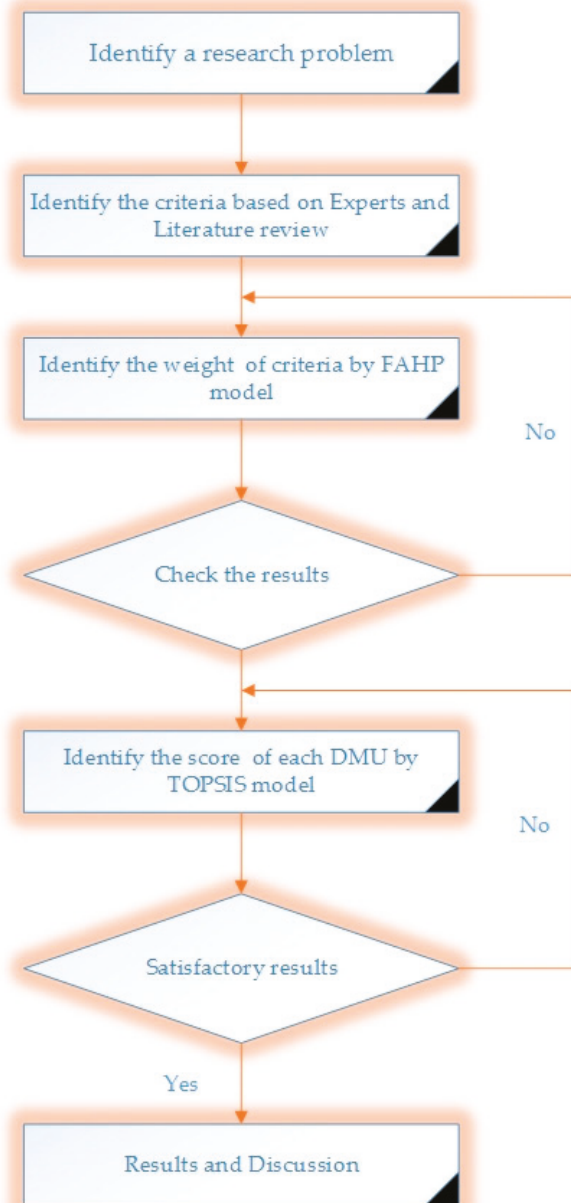 Identify a research problem
Identify the criteria based on Experts and
Literature review
Identify the weight of criteria by FAHP
model
No
Check the results
Identify the score of each DMU by
TOPSIS model
No
Satisfactory results
Yes
Results and Discussion